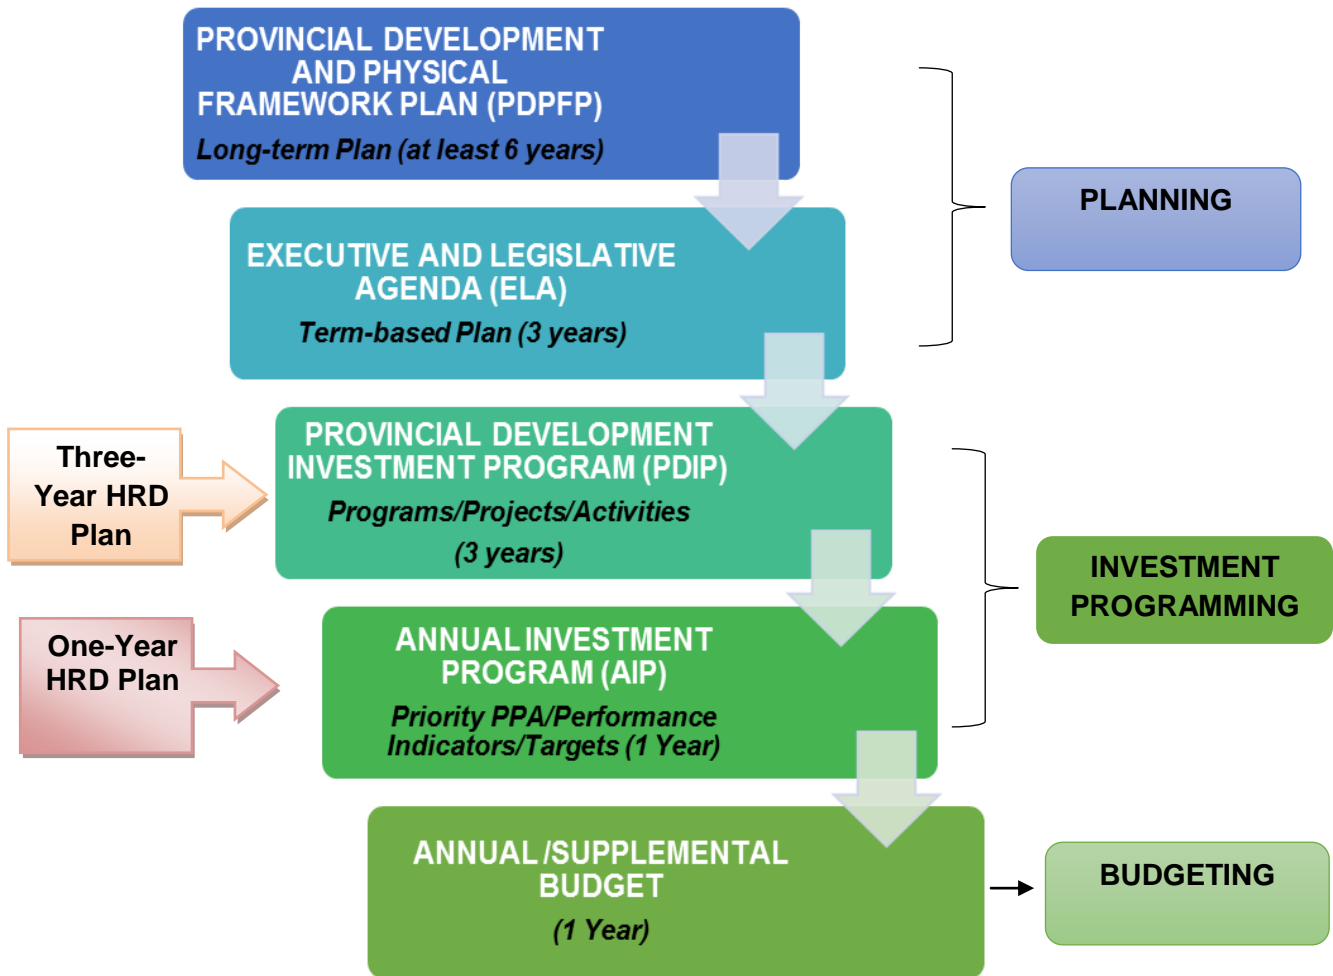 PROVINCIAL DEVELOPMENT
AND PHYSICAL
FRAMEWORK PLAN (PDPFP)
Long-term Plan (at least 6 years)
PLANNING
EXECUTIVE AND LEGISLATIVE
AGENDA (ELA)
Term-based Plan (3 years)
Three-
Year HRD
Plan
PROVINCIAL DEVELOPMENT
INVESTMENT PROGRAM (PDIP)
Programs/Projects/Activities
(3 years)
INVESTMENT
PROGRAMMING
One-Year
HRD Plan
ANNUAL INVESTMENT
PROGRAM (AIP)
Priority PPA/Performance
Indicators/Targets (1 Year)
ANNUAL /SUPPLEMENTAL
BUDGET
(1 Year)
BUDGETING